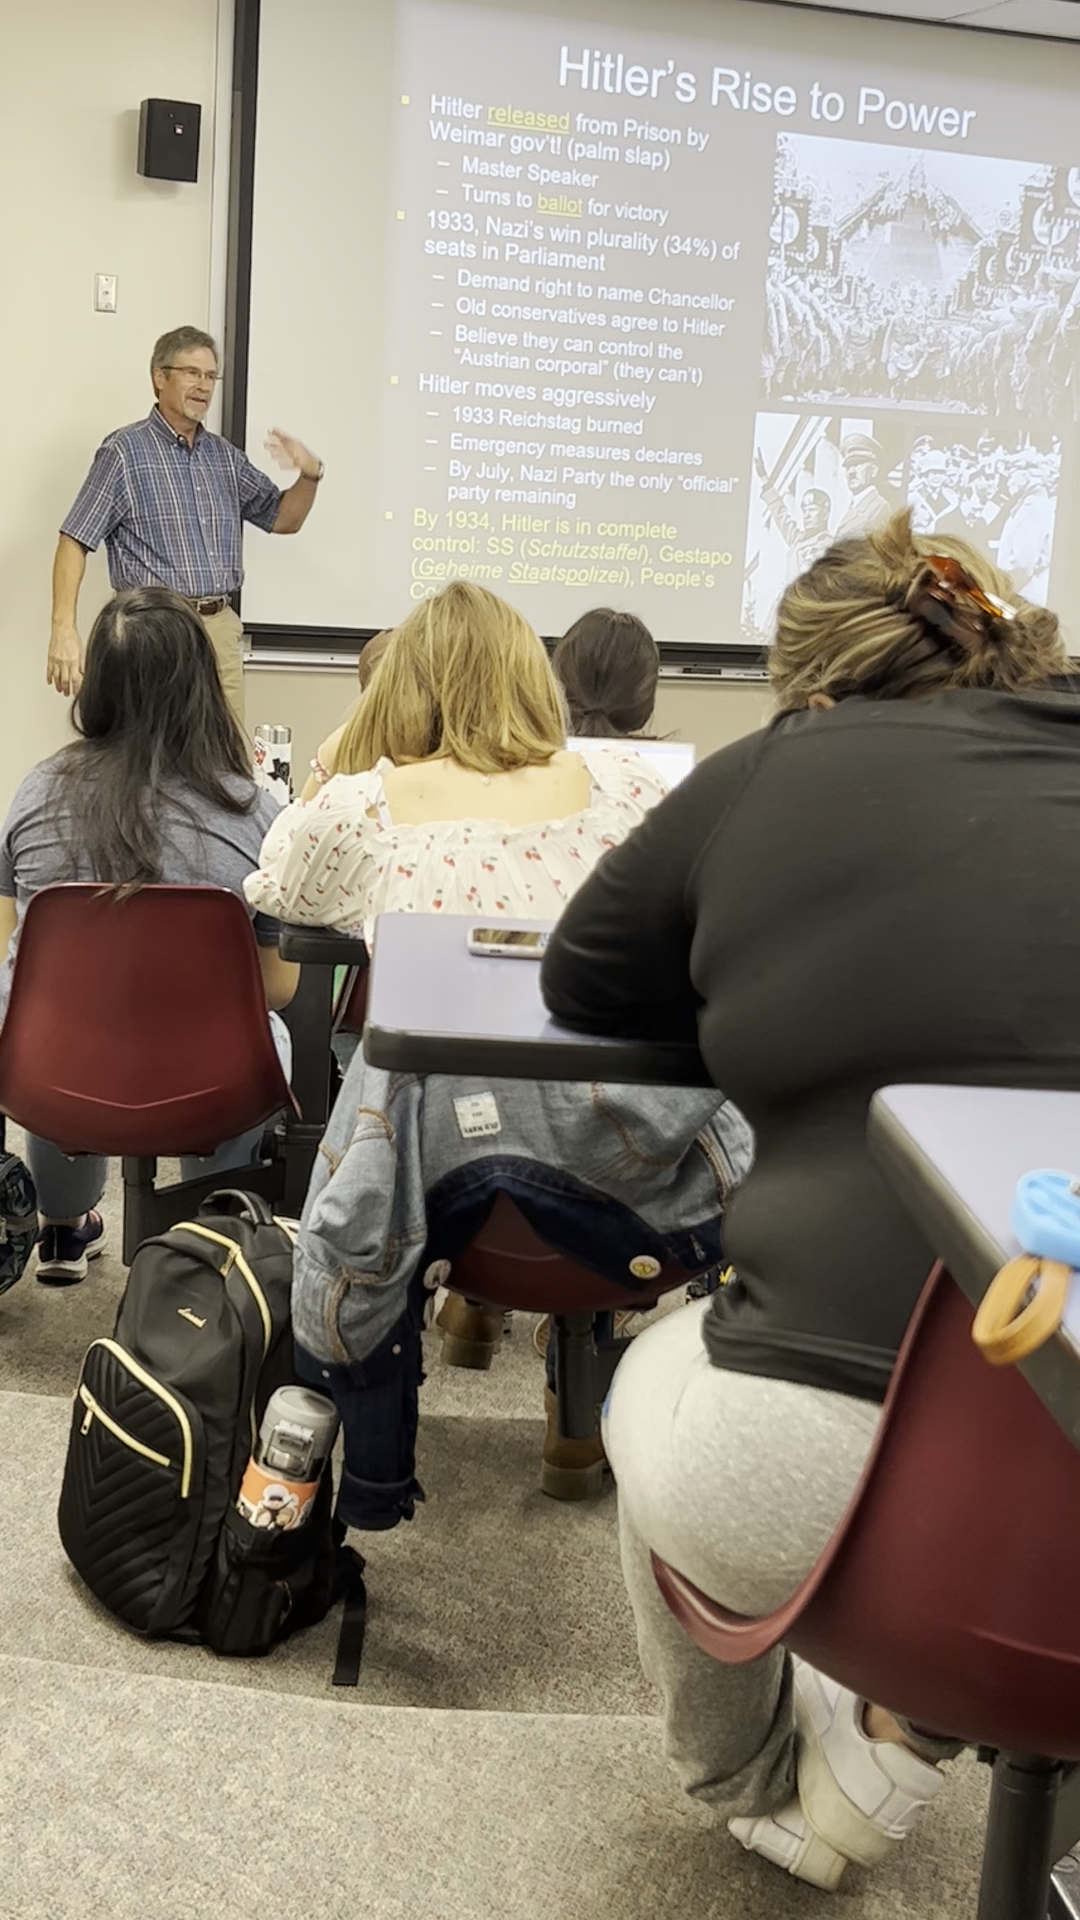 Hitler's Rise to Power
Hitler released from Prison by
Weimar gov't! (palm slap)
– Master Speaker
– Turns to ballot for victory
1933, Nazi's win plurality (34%) of
seats in Parliament
– Demand right to name Chancellor
– Old conservatives agree to Hitler
– Believe they can control the
"Austrian corporal" (they can't)
Hitler moves aggressively
– 1933 Reichstag burned
– Emergency measures declares
– By July, Nazi Party the only "official"
party remaining
By 1934, Hitler is in complete
control: SS (Schutzstaffel), Gestapo
(Geheime Staatspolizei), People's
OLD NAVY